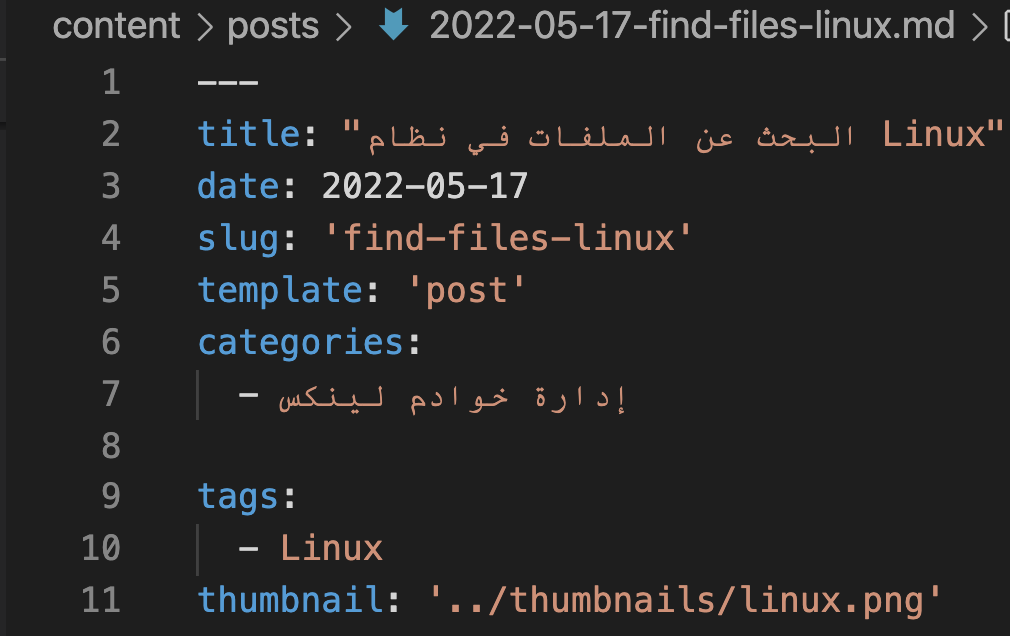 content > posts > 2022-05-17-find-files-linux.md >
1 ---
2 title: "البحث عن الملفات في نظام Linux"
3 date: 2022-05-17
4 slug: 'find-files-linux'
5 template: 'post'
6 categories:
7 - إدارة خوادم لينكس
8
9 tags:
10 - Linux
11 thumbnail: '../thumbnails/linux.png'